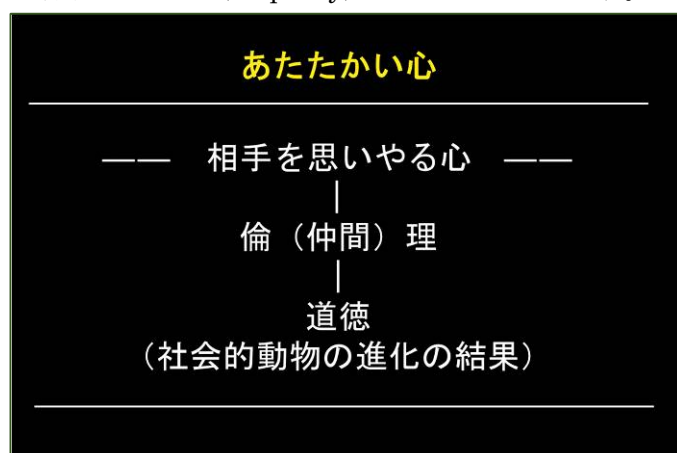 あたたかい心
―― 相手を思いやる心 ――
|
倫（仲間）理
|
道徳
（社会的動物の進化の結果）